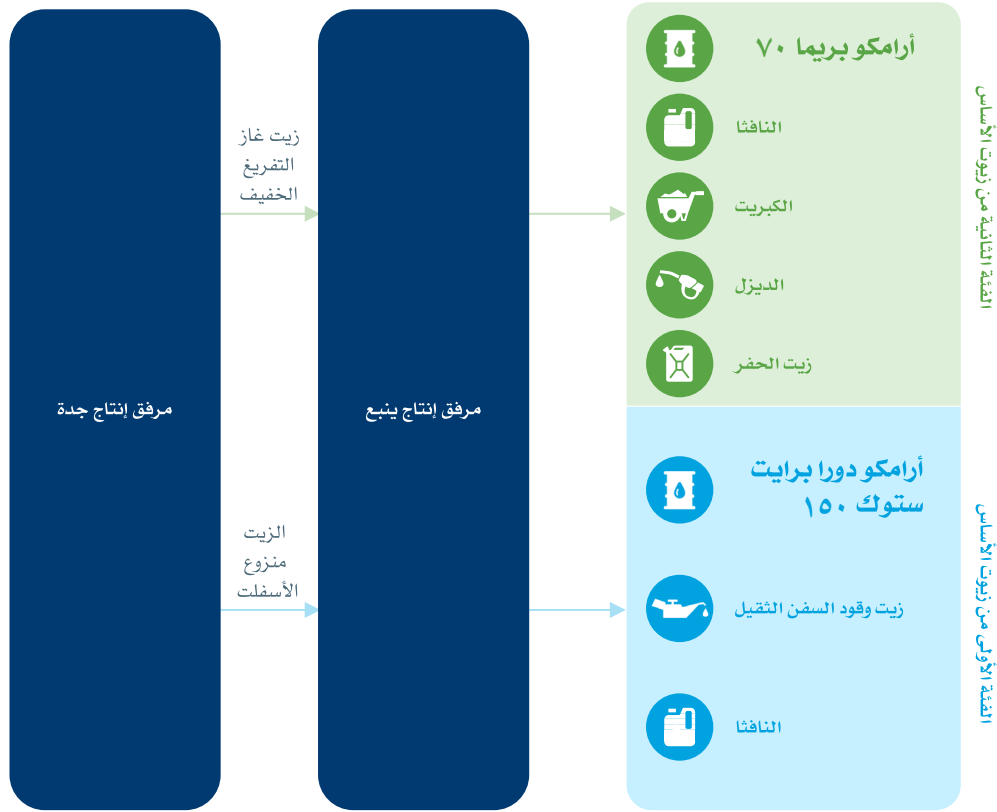 مرفق إنتاج جدة
زيت غاز
التفريغ
الخفيف
الزيت
منزوع
الأسفلت
مرفق إنتاج ينبع
أرامكو بريما ٧٠
النافثا
الكبريت
الديزل
زيت الحفر
الفئة الثانية من زيوت الأساس
أرامكو دورا برايت
ستوك ١٥٠
زيت وقود السفن الثقيل
النافثا
الفئة الأولى من زيوت الأساس